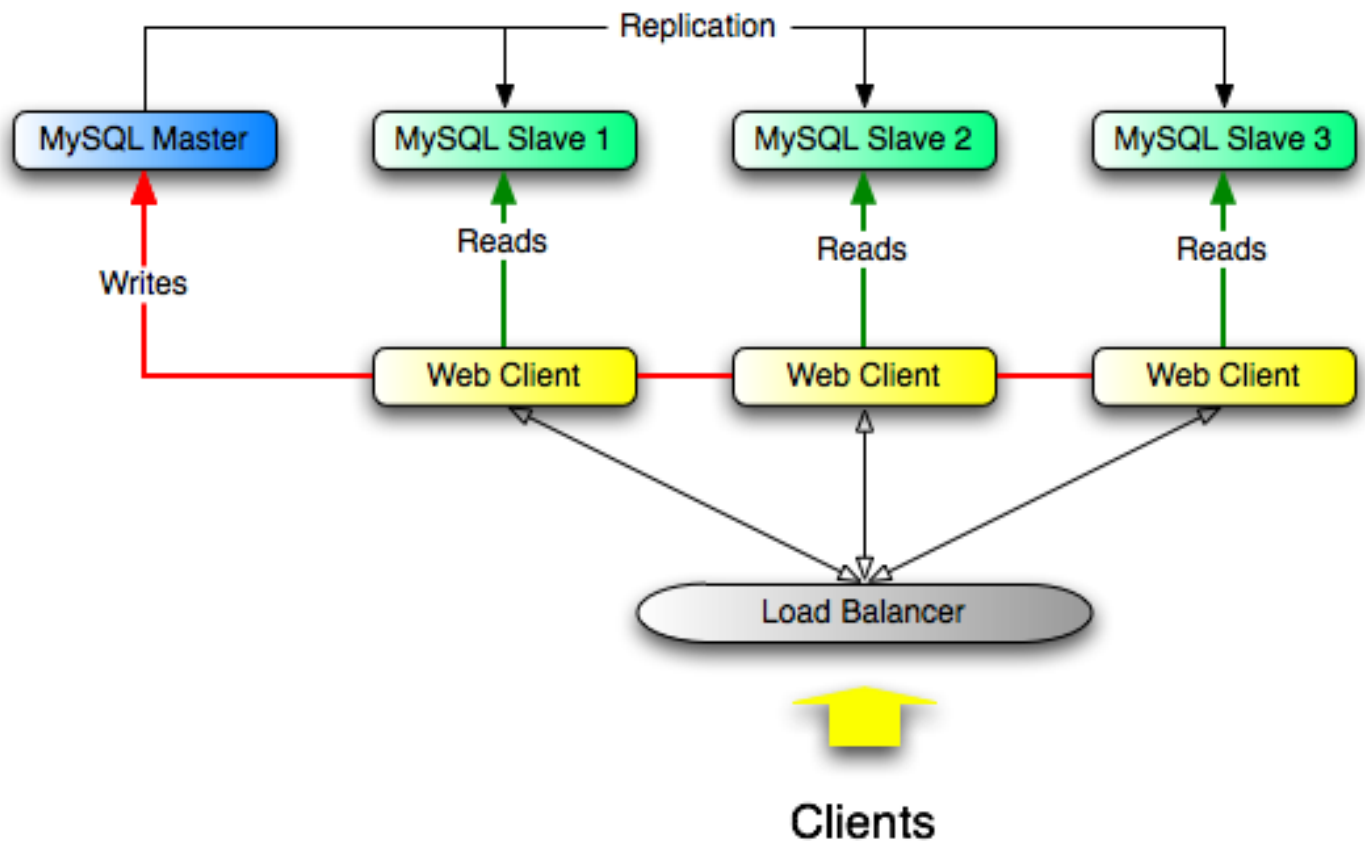 Replication
MySQL Master
MySQL Slave 1
MySQL Slave 2
MySQL Slave 3
Reads
Reads
Reads
Writes
Web Client
Web Client
Web Client
Load Balancer
Clients